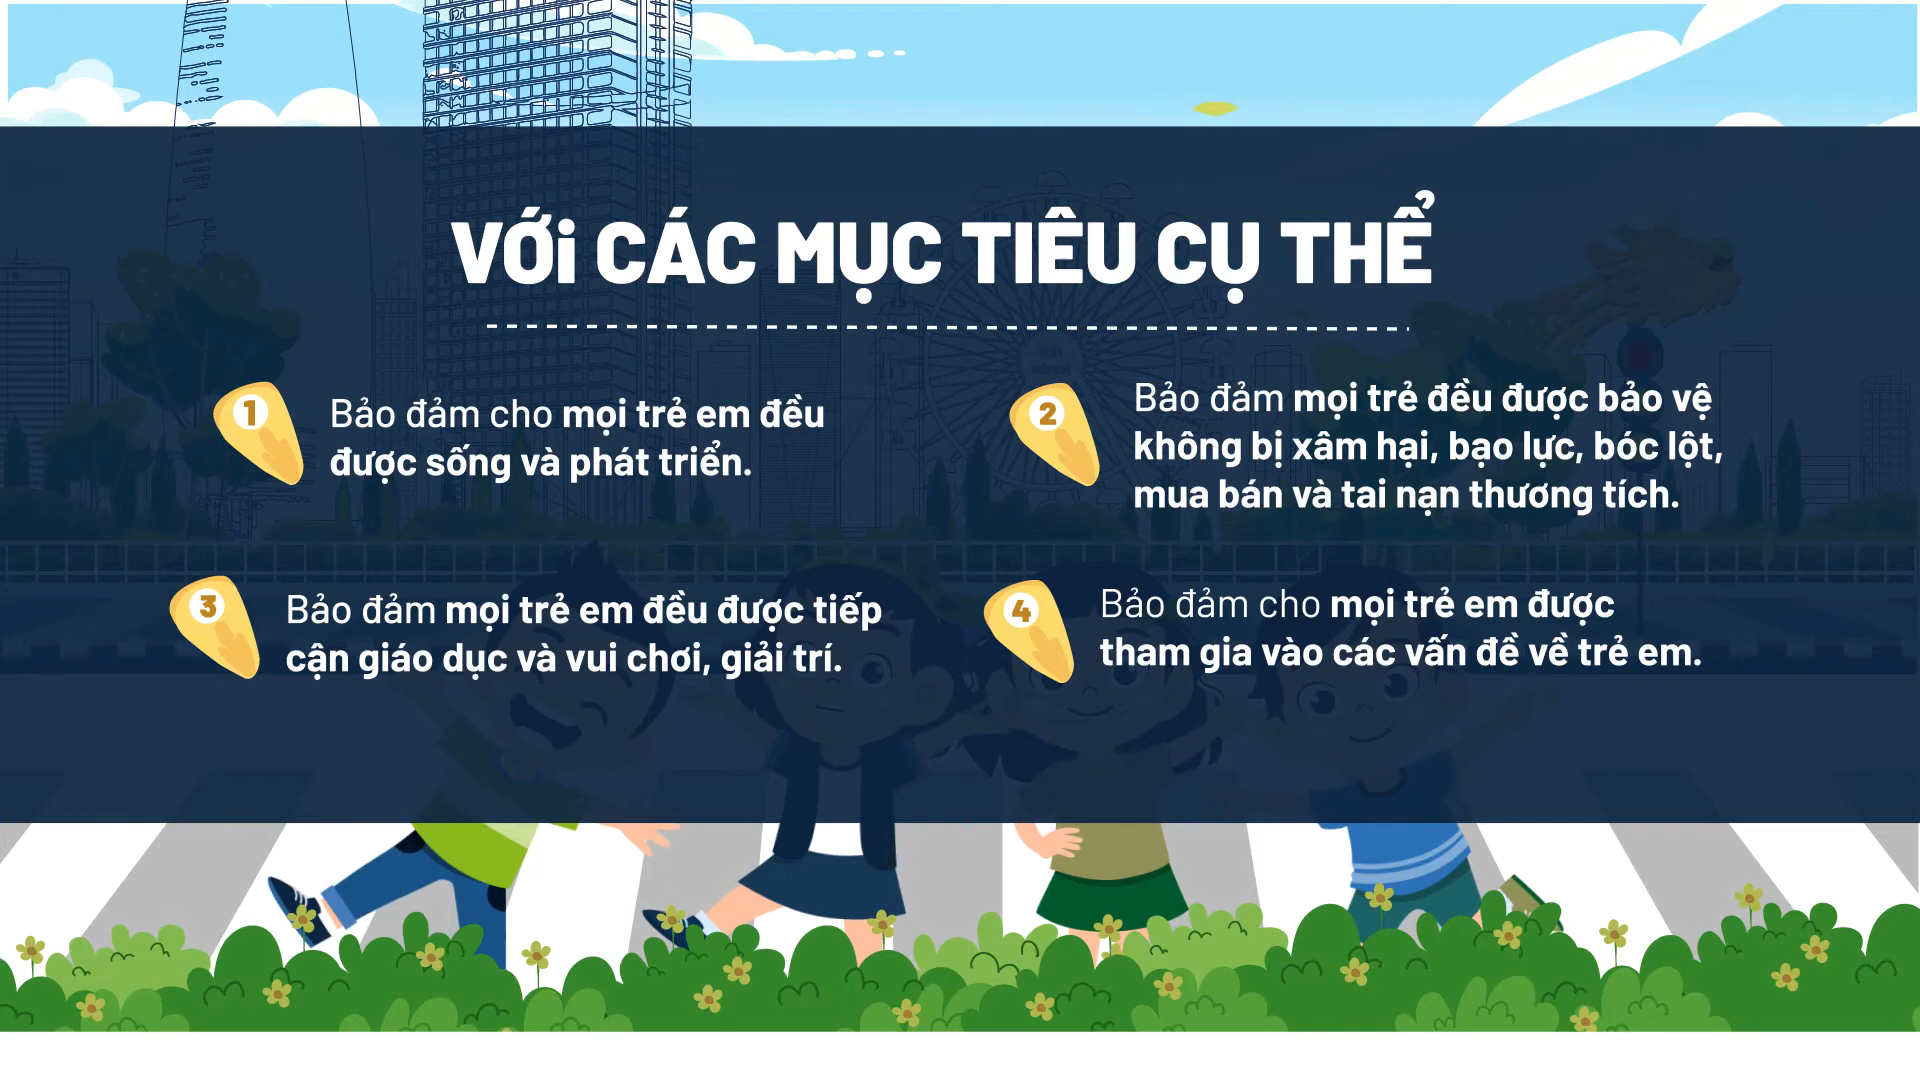 VỚi CÁC MỤC TIÊU CỤ THỂ
1
Bảo đảm cho mọi trẻ em đều
được sống và phát triển.
2
Bảo đảm mọi trẻ đều được bảo vệ
không bị xâm hại, bạo lực, bóc lột,
mua bán và tai nạn thương tích.
3
Bảo đảm mọi trẻ em đều được tiếp
cận giáo dục và vui chơi, giải trí.
4
Bảo đảm cho mọi trẻ em được
tham gia vào các vấn đề về trẻ em.